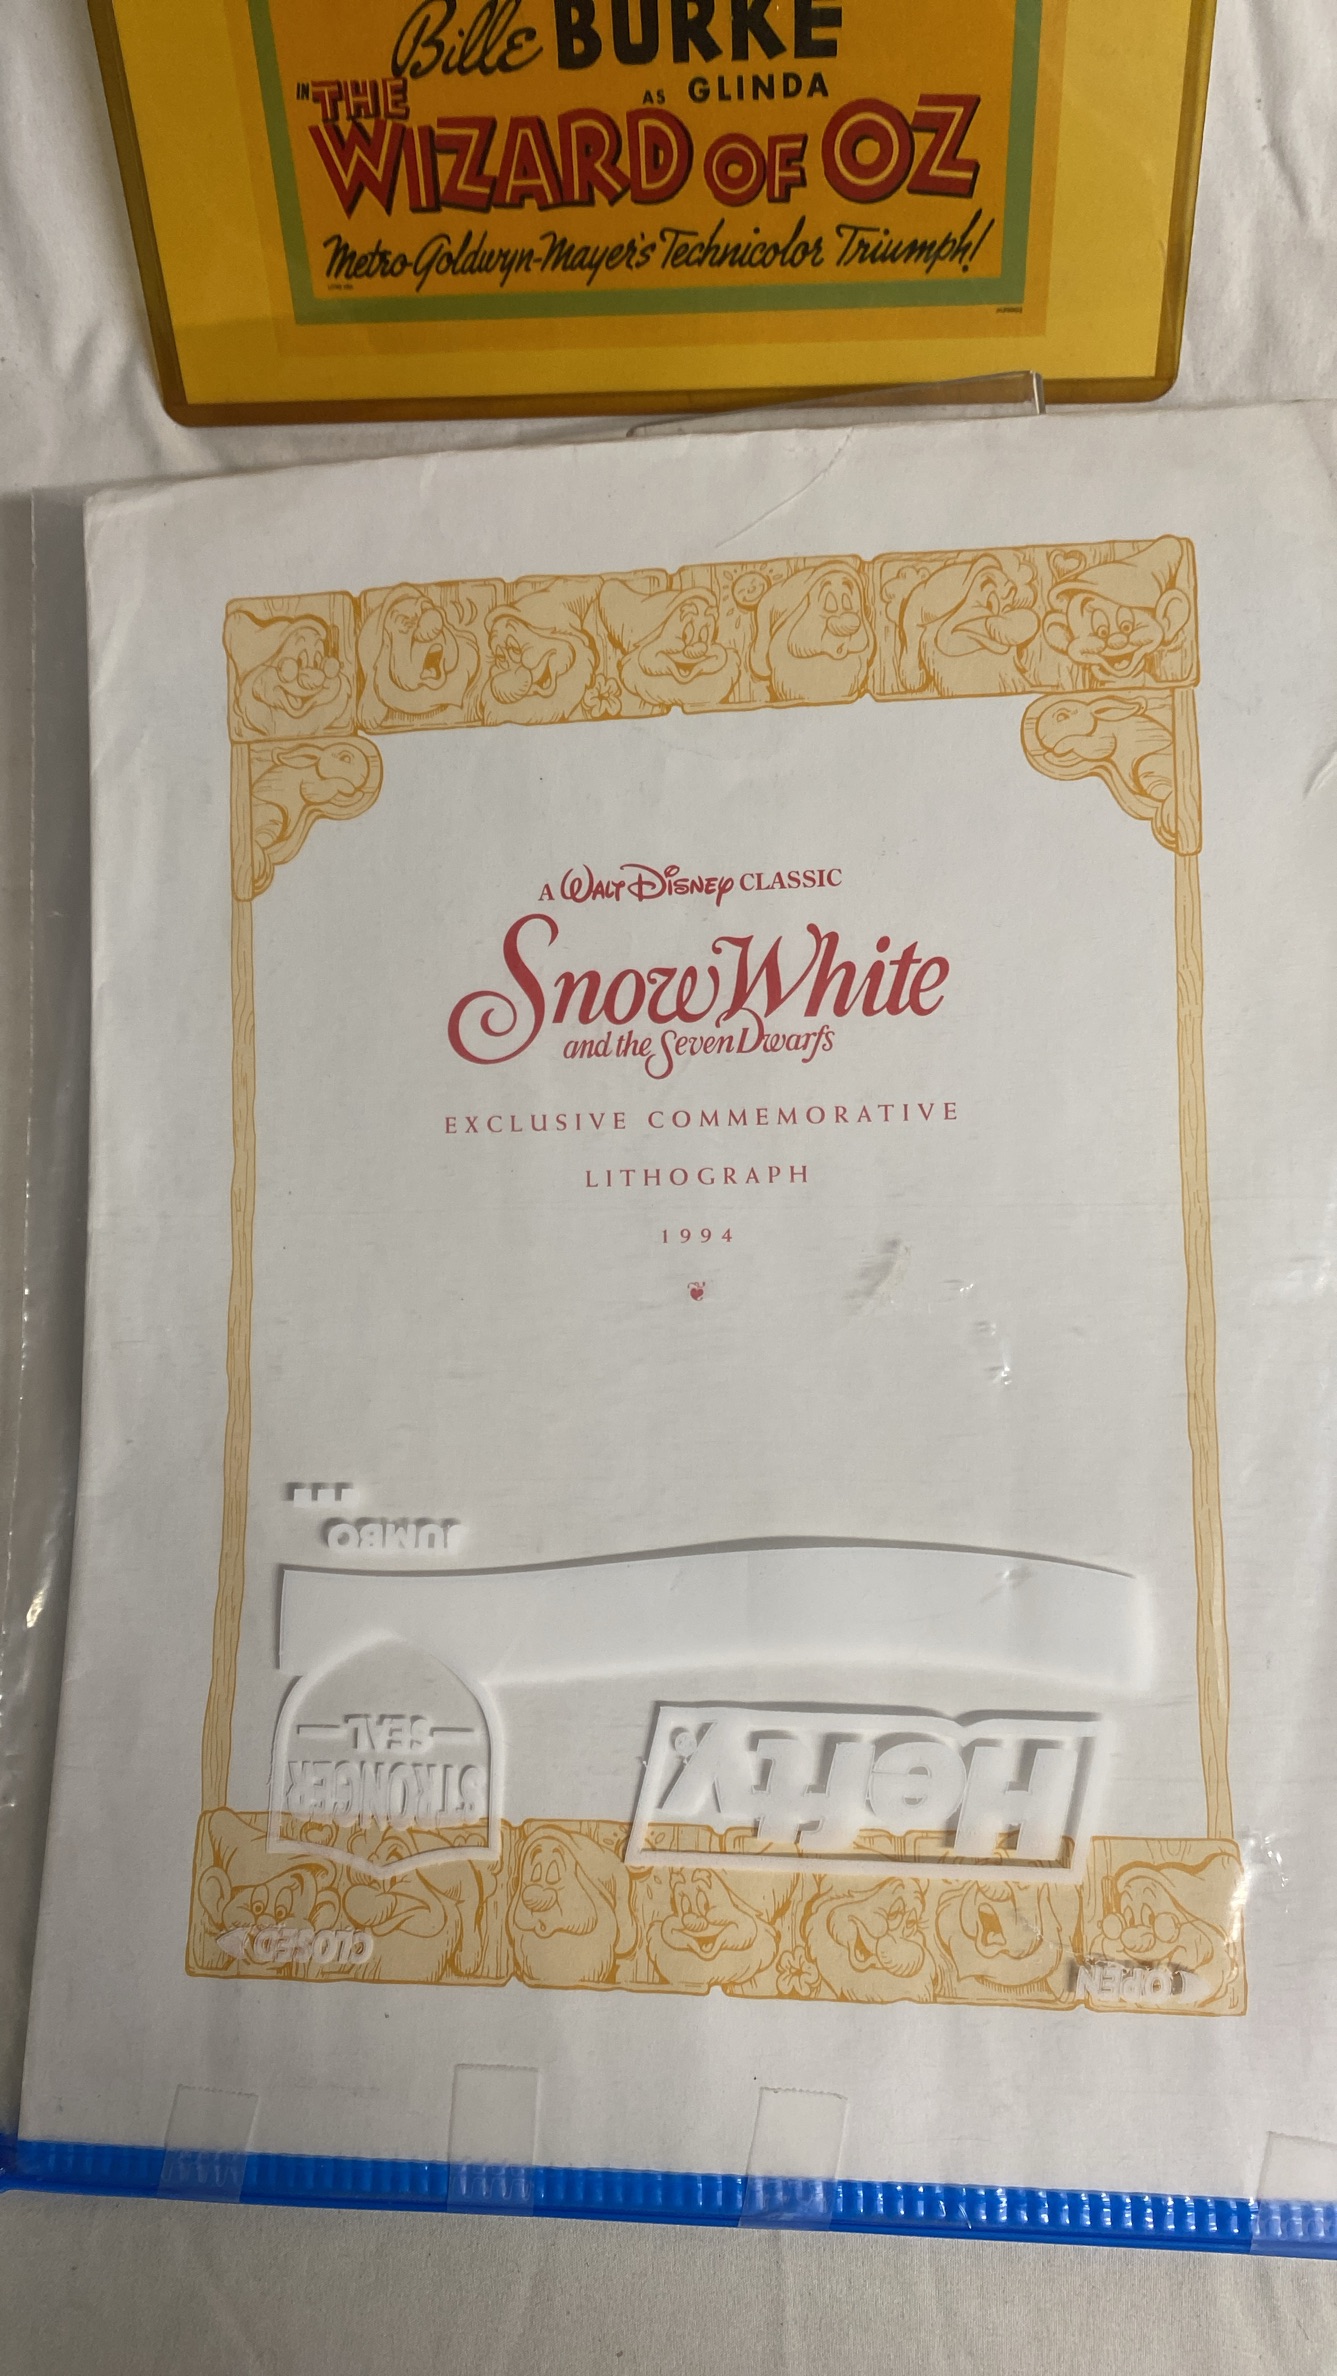 Bille BURKE
AS GLINDA
IN THE
WIZARD OF OZ
Metro-Goldwyn-Mayer's Technicolor Triumph!
A WALT DISNEY CLASSIC
Snow White
and the Seven Dwarfs
EXCLUSIVE COMMEMORATIVE
LITHOGRAPH
1994
JUMBO
STRONGER
SEAL
Hefty®
CLOSED
OPEN